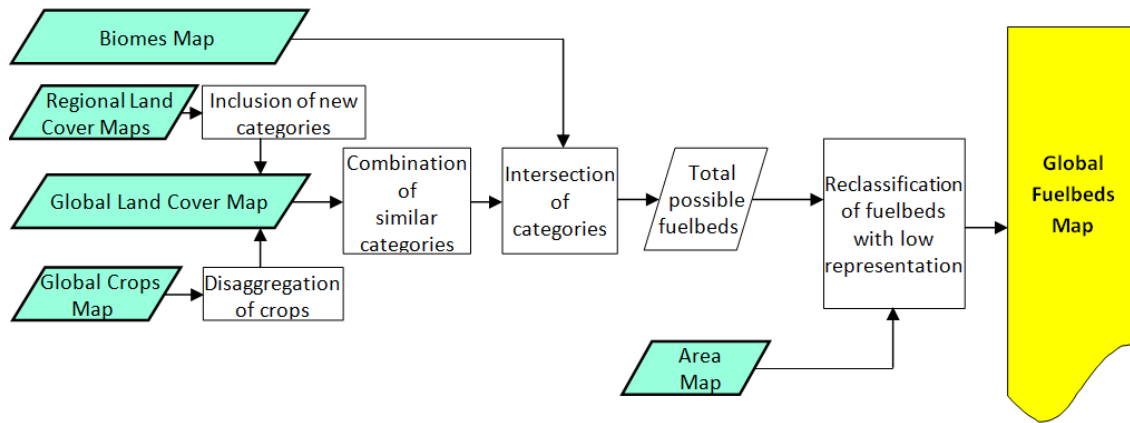 Biomes Map
Regional Land
Cover Maps
Inclusion of new
categories
Global Land Cover Map
Global Crops
Map
Disaggregation
of crops
Combination
of
similar
categories
Intersection
of
categories
Total
possible
fuelbeds
Reclassification
of fuelbeds
with low
representation
Area
Map
Global
Fuelbeds
Map